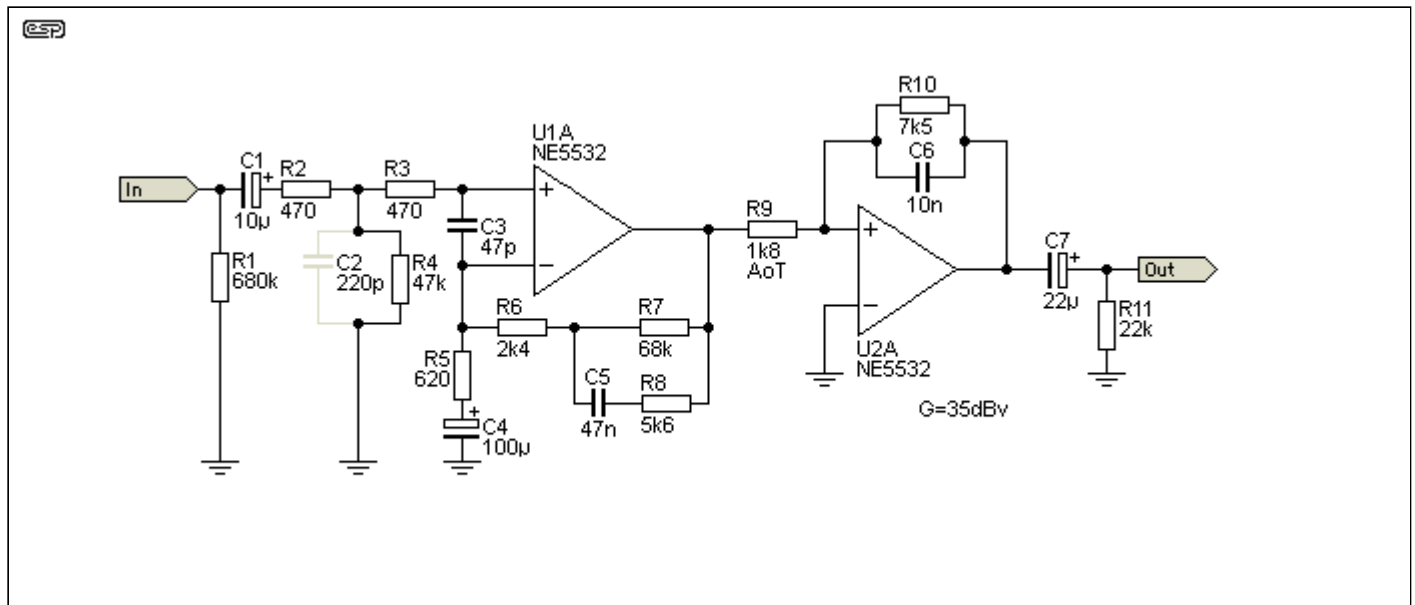 esp
In
C1
+
10µ
R1
680k
R2
470
C2
220p
R4
47k
R3
470
C3
47p
U1A
NE5532
+
−
R6
2k4
R5
620
+
C4
100µ
R7
68k
C5
47n
R8
5k6
R9
1k8
AoT
R10
7k5
C6
10n
+
−
U2A
NE5532
C7
+
22µ
Out
R11
22k
G=35dBv